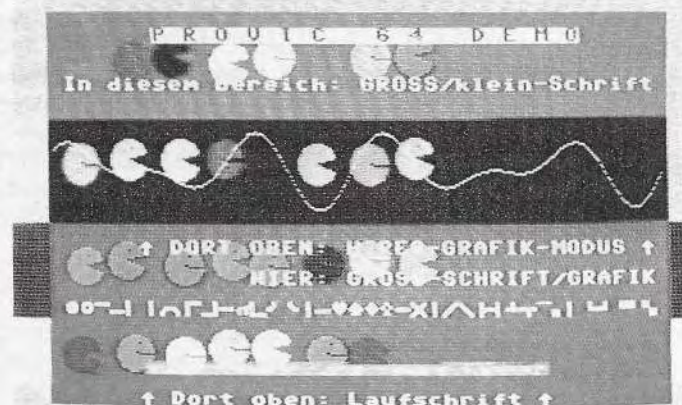 PROVIC 64 DEMO
In diesem Bereich: GROSS/klein-Schrift
↑ DORT OBEN: HIRES-GRAFIK-MODUS ↑
HIER: GROSS-SCHRIFT/GRAFIK
↑ Dort oben: Laufschrift ↑